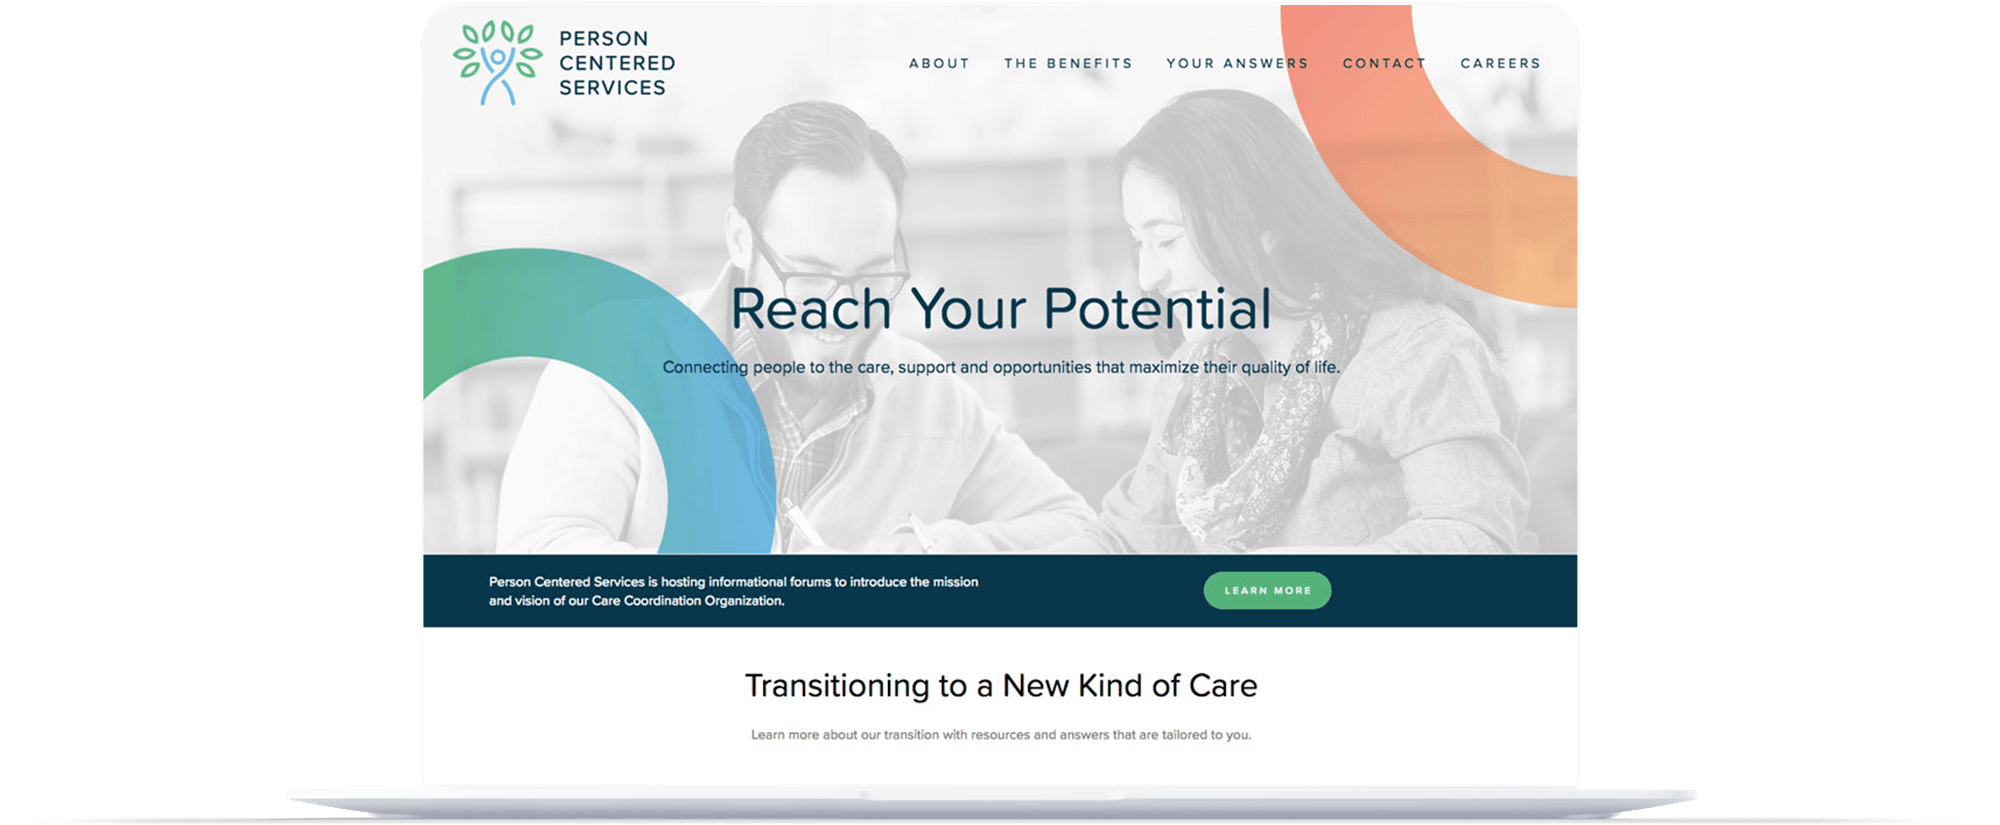 PERSON
CENTERED
SERVICES
ABOUT THE BENEFITS YOUR ANSWERS CONTACT CAREERS
Reach Your Potential
Connecting people to the care, support and opportunities that maximize their quality of life.
Person Centered Services is hosting informational forums to introduce the mission
and vision of our Care Coordination Organization.
LEARN MORE
Transitioning to a New Kind of Care
Learn more about our transition with resources and answers that are tailored to you.